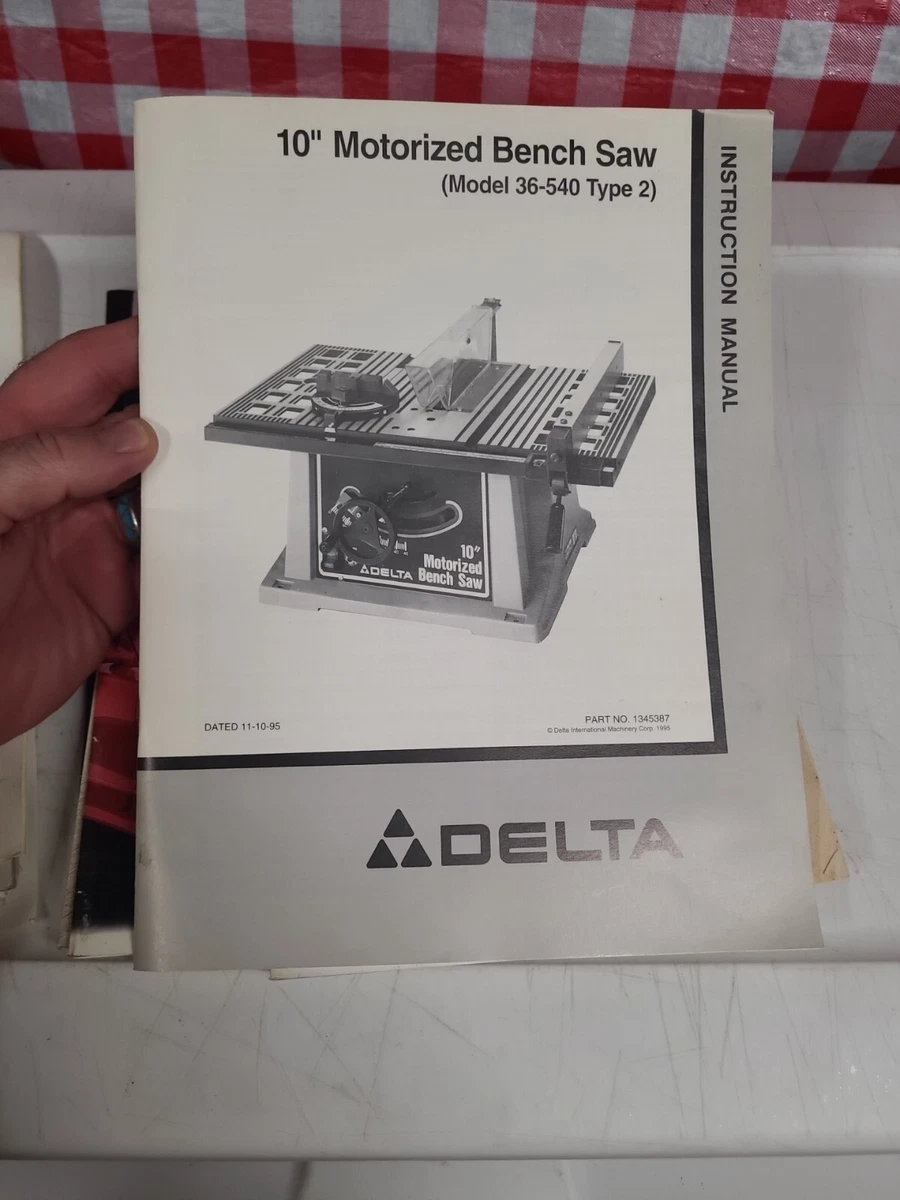 10" Motorized Bench Saw
(Model 36-540 Type 2)
INSTRUCTION MANUAL
10"
Motorized
DELTA Bench Saw
DATED 11-10-95
PART NO. 1345387
© Delta International Machinery Corp. 1995
DELTA